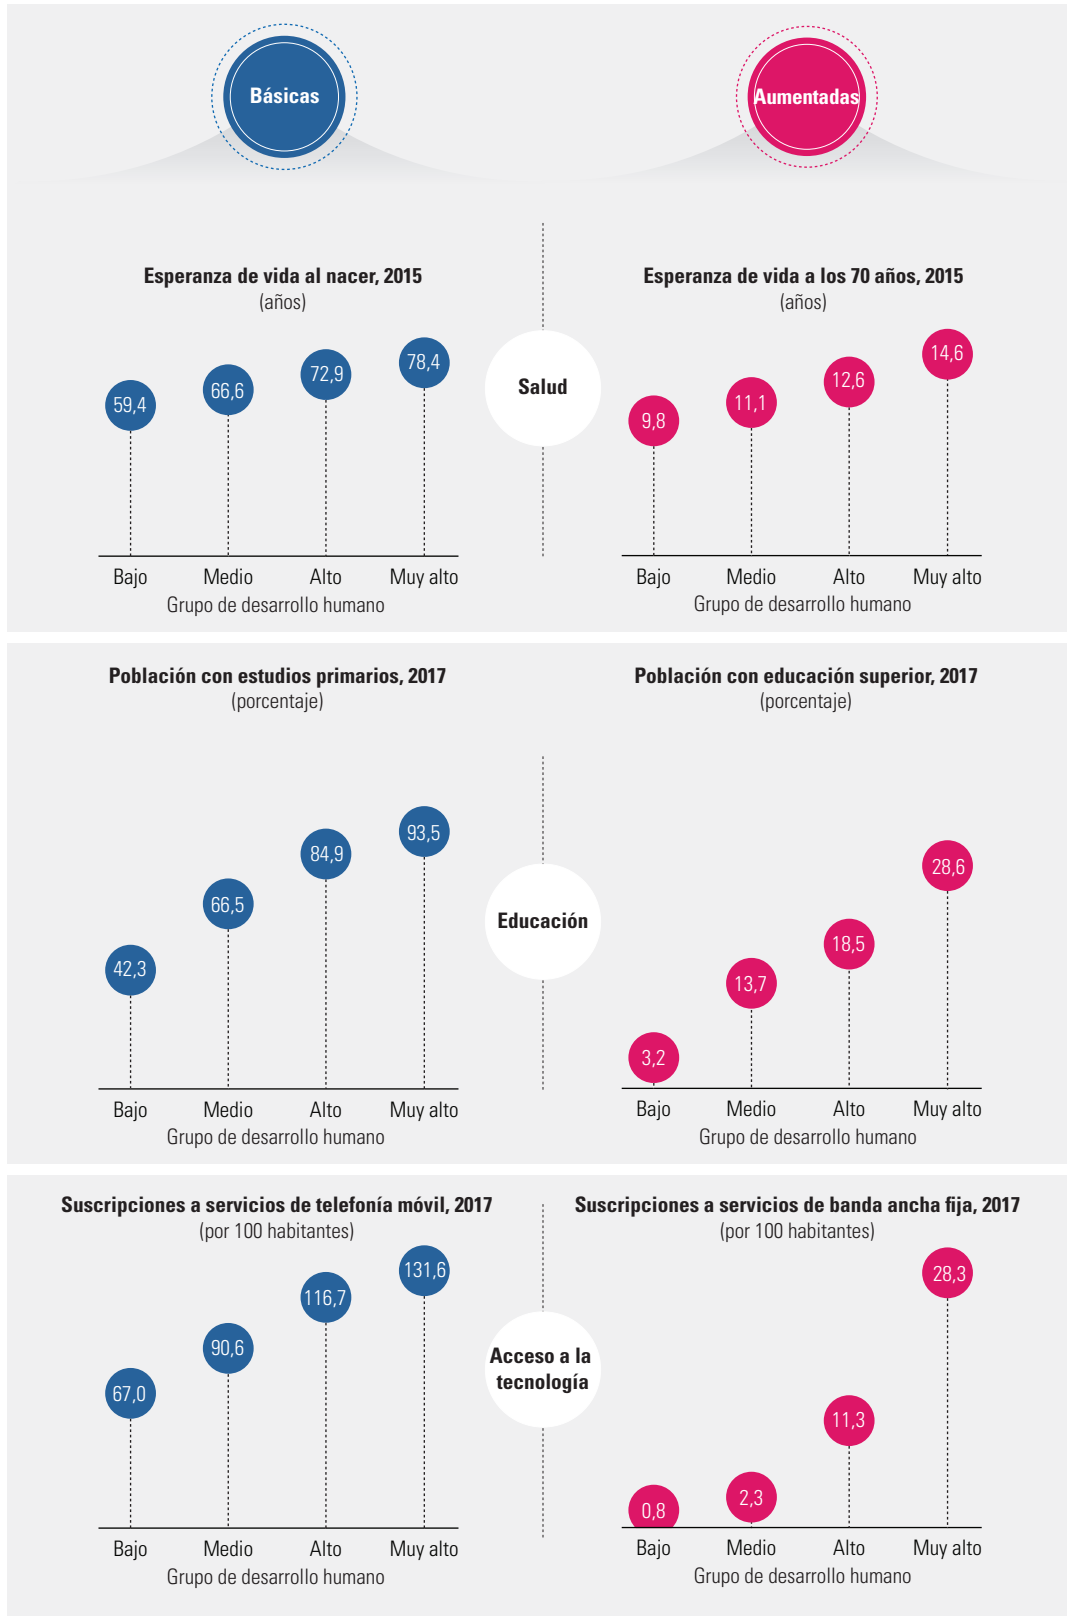 Básicas
Aumentadas
Esperanza de vida al nacer, 2015
(años)
59,4
66,6
72,9
78,4
Bajo
Medio
Alto
Muy alto
Grupo de desarrollo humano
Salud
Esperanza de vida a los 70 años, 2015
(años)
9,8
11,1
12,6
14,6
Bajo
Medio
Alto
Muy alto
Grupo de desarrollo humano
Población con estudios primarios, 2017
(porcentaje)
42,3
66,5
84,9
93,5
Bajo
Medio
Alto
Muy alto
Grupo de desarrollo humano
Educación
Población con educación superior, 2017
(porcentaje)
3,2
13,7
18,5
28,6
Bajo
Medio
Alto
Muy alto
Grupo de desarrollo humano
Suscripciones a servicios de telefonía móvil, 2017
(por 100 habitantes)
67,0
90,6
116,7
131,6
Bajo
Medio
Alto
Muy alto
Grupo de desarrollo humano
Acceso a la
tecnología
Suscripciones a servicios de banda ancha fija, 2017
(por 100 habitantes)
0,8
2,3
11,3
28,3
Bajo
Medio
Alto
Muy alto
Grupo de desarrollo humano